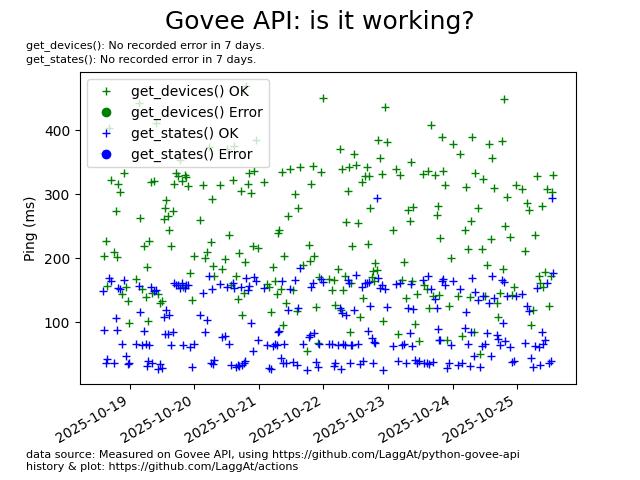 Govee API: is it working?
get_devices(): No recorded error in 7 days.
get_states(): No recorded error in 7 days.
get_devices() OK
get_devices() Error
get_states() OK
get_states() Error
Ping (ms)
400
300
200
100
2025-10-19
2025-10-20
2025-10-21
2025-10-22
2025-10-23
2025-10-24
2025-10-25
data source: Measured on Govee API, using https://github.com/LaggAt/python-govee-api
history & plot: https://github.com/LaggAt/actions